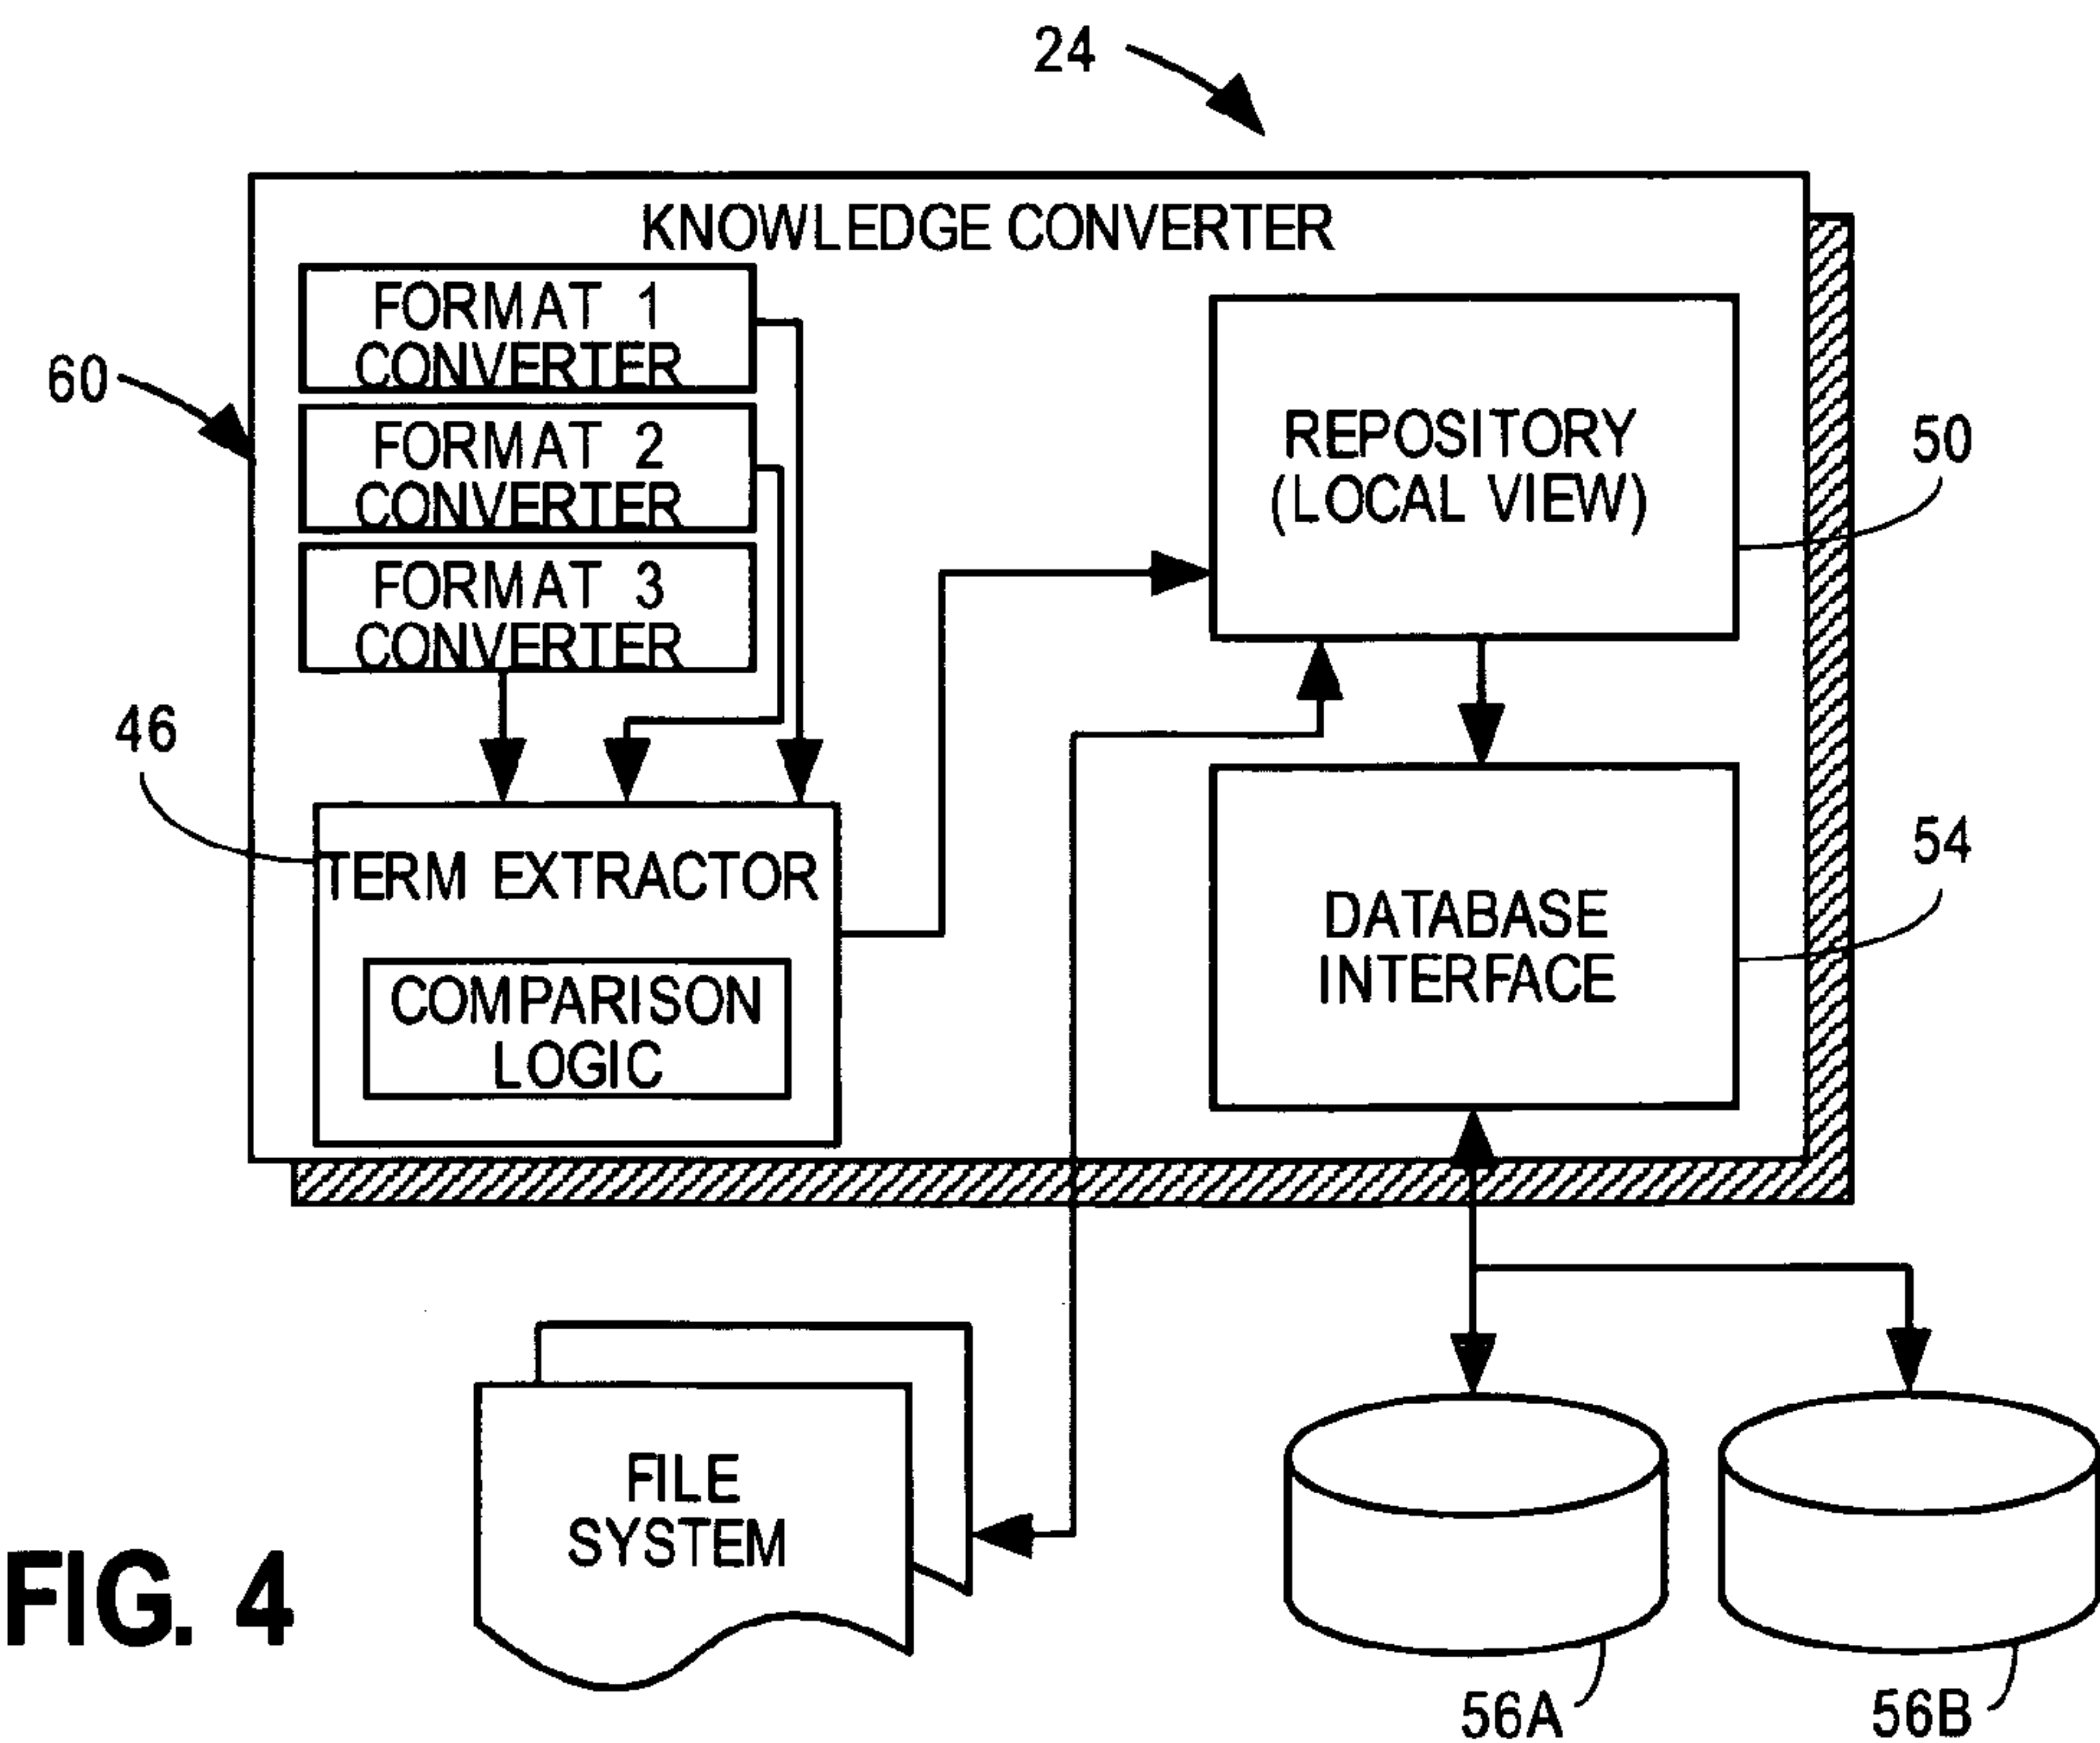 24
KNOWLEDGE CONVERTER
FORMAT 1
CONVERTER
60
FORMAT 2
CONVERTER
FORMAT 3
CONVERTER
REPOSITORY
(LOCAL VIEW)
50
46
TERM EXTRACTOR
COMPARISON
LOGIC
DATABASE
INTERFACE
54
FILE
SYSTEM
FIG. 4
56A
56B